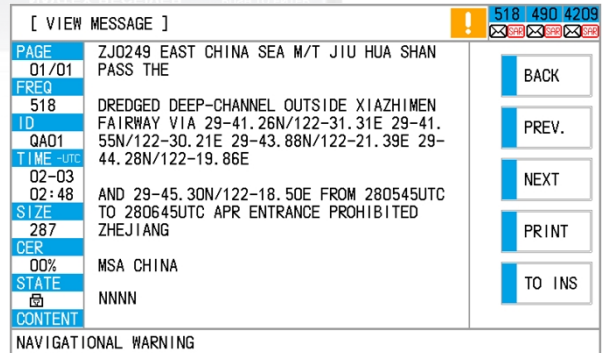 [ VIEW MESSAGE ]
!
518 490 4209
SAR SAR SAR
PAGE
01/01
FREQ
518
ID
QA01
TIME -UTC
02-03
02:48
SIZE
287
CER
00%
STATE
CONTENT
ZJ0249 EAST CHINA SEA M/T JIU HUA SHAN
PASS THE
DREDGED DEEP-CHANNEL OUTSIDE XIAZHIMEN
FAIRWAY VIA 29-41.26N/122-31.31E 29-41.
55N/122-30.21E 29-43.88N/122-21.39E 29-
44.28N/122-19.86E
AND 29-45.30N/122-18.50E FROM 280545UTC
TO 280645UTC APR ENTRANCE PROHIBITED
ZHEJIANG
MSA CHINA
NNNN
BACK
PREV.
NEXT
PRINT
TO INS
NAVIGATIONAL WARNING